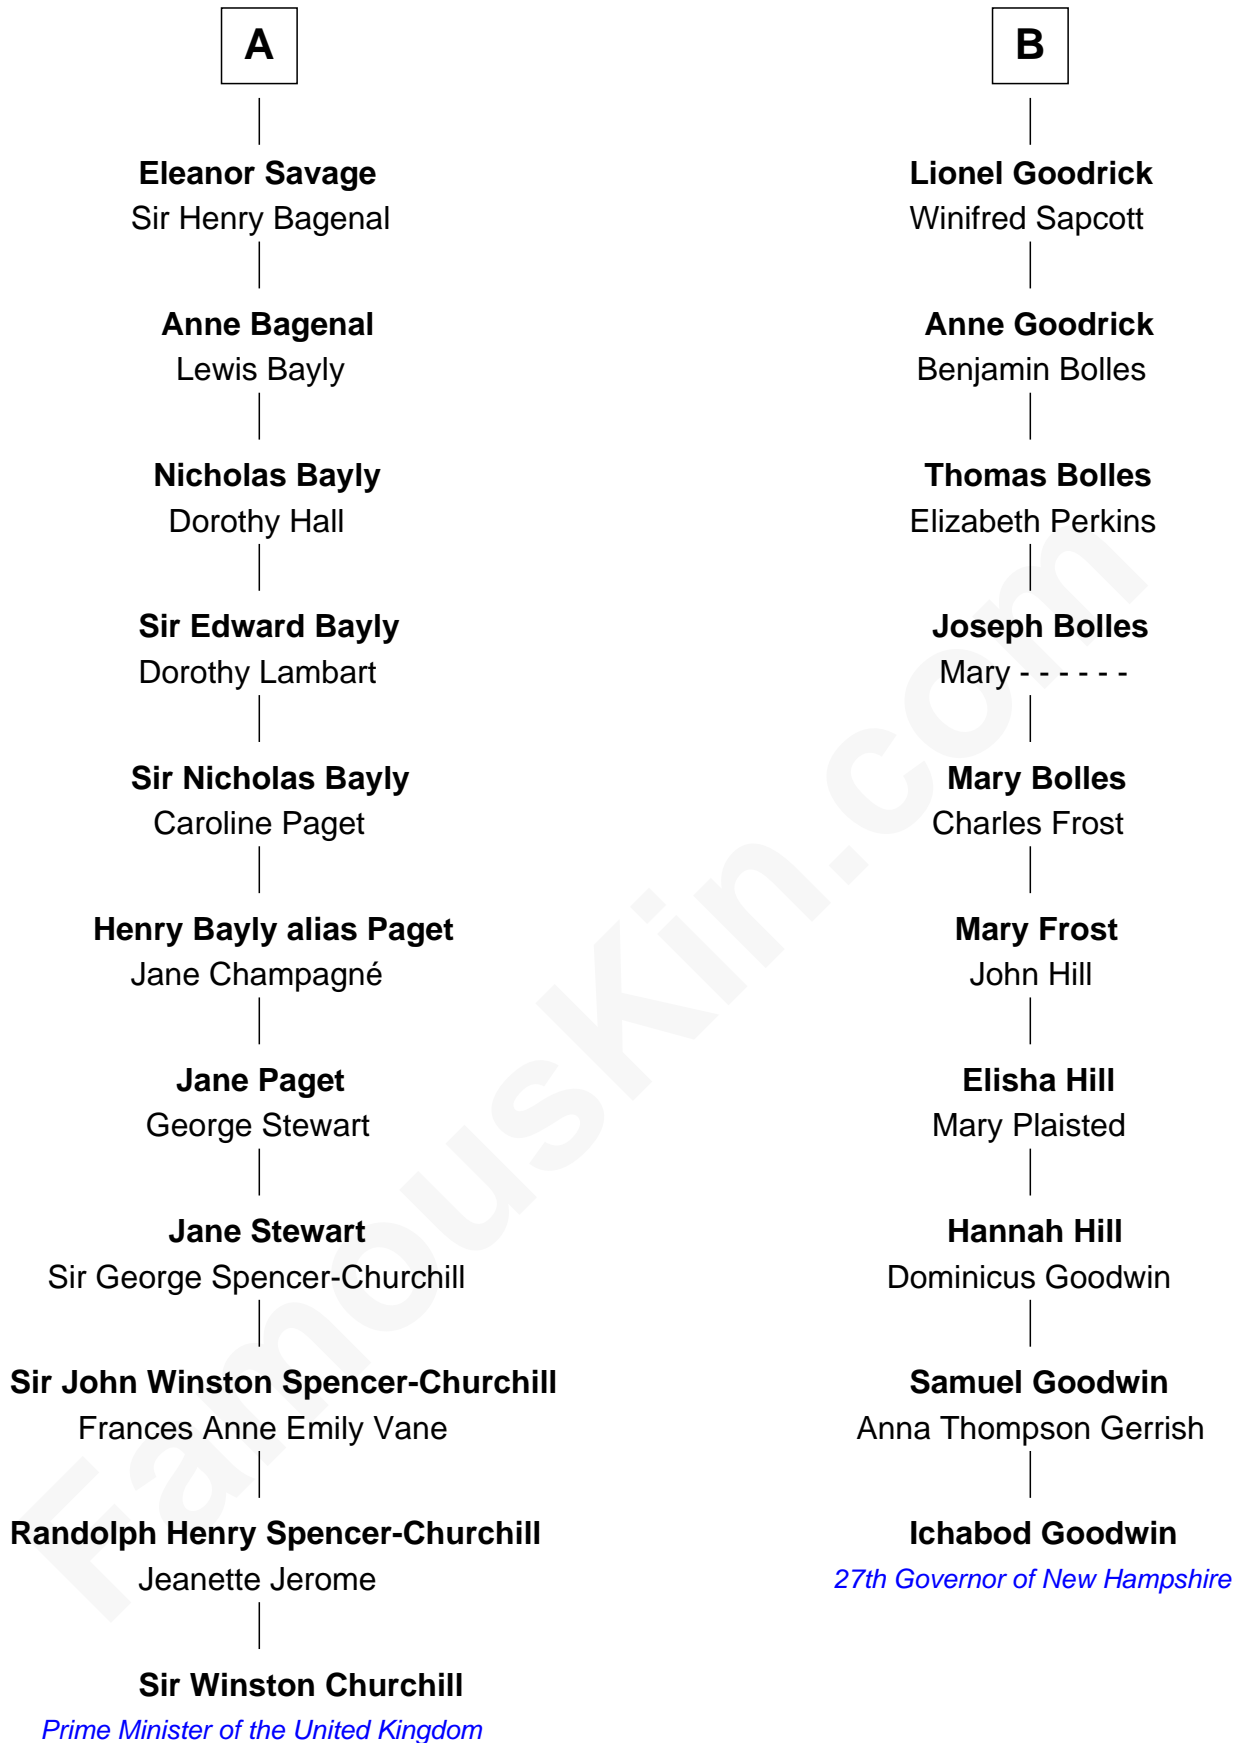 A
Eleanor Savage
Sir Henry Bagenal
Anne Bagenal
Lewis Bayly
Nicholas Bayly
Dorothy Hall
Sir Edward Bayly
Dorothy Lambart
Sir Nicholas Bayly
Caroline Paget
Henry Bayly alias Paget
Jane Champagné
Jane Paget
George Stewart
Jane Stewart
Sir George Spencer-Churchill
Sir John Winston Spencer-Churchill
Frances Anne Emily Vane
Randolph Henry Spencer-Churchill
Jeanette Jerome
Sir Winston Churchill
Prime Minister of the United Kingdom
B
Lionel Goodrick
Winifred Sapcott
Anne Goodrick
Benjamin Bolles
Thomas Bolles
Elizabeth Perkins
Joseph Bolles
Mary - - - - - -
Mary Bolles
Charles Frost
Mary Frost
John Hill
Elisha Hill
Mary Plaisted
Hannah Hill
Dominicus Goodwin
Samuel Goodwin
Anna Thompson Gerrish
Ichabod Goodwin
27th Governor of New Hampshire
FamousKin.com